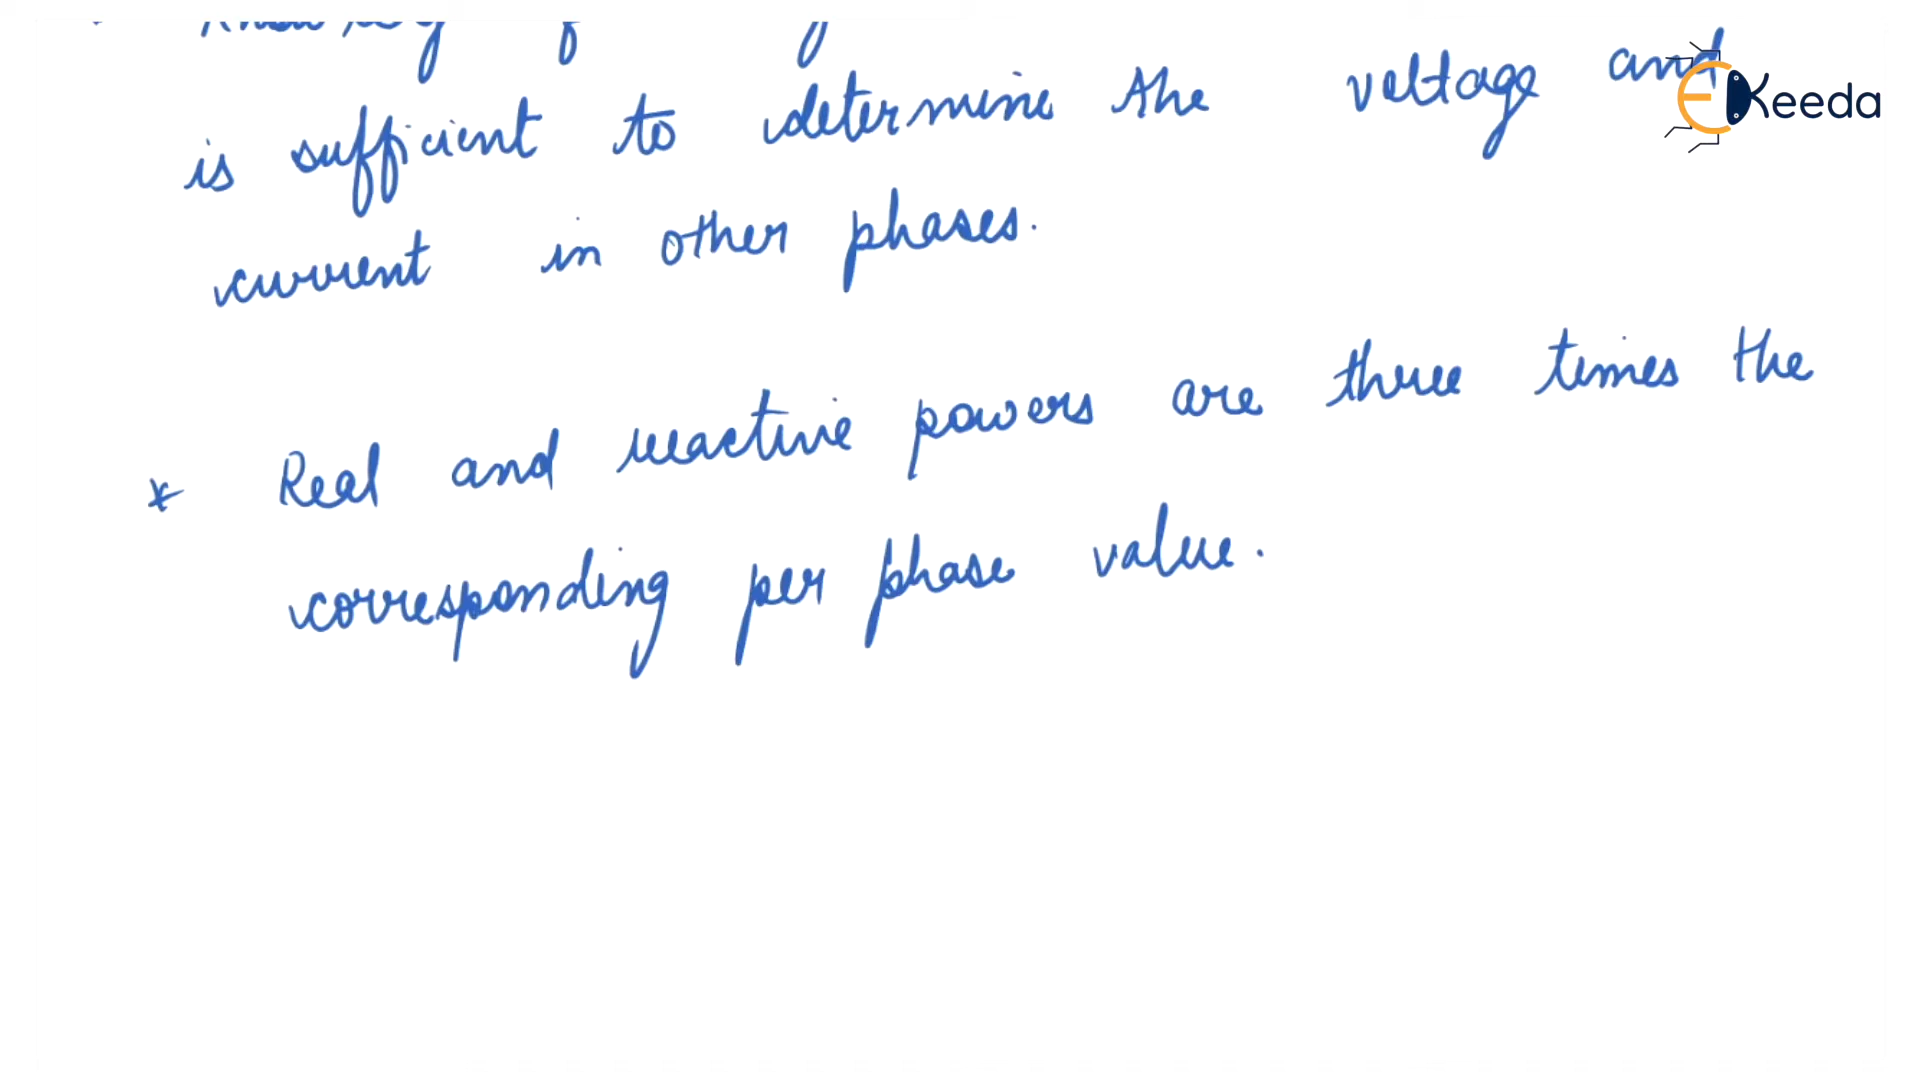 is sufficient to determine the voltage and
EKeeda
current in other phases.
* Real and reactive powers are three times the
corresponding per phase value.